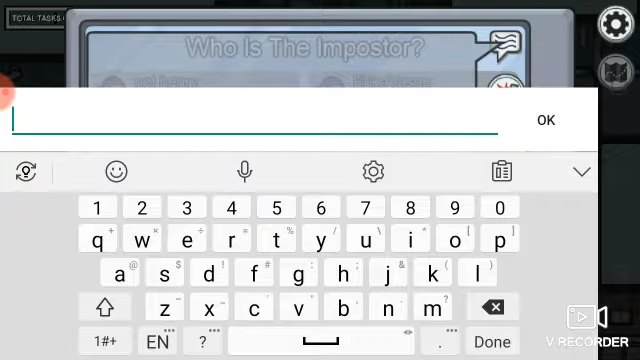 TOTAL TASKS
Who Is The Impostor?
OK
1 2 3 4 5 6 7 8 9 0
q + w × e ÷ r = t % y / u \ i < o [ p ]
a @ s $ d ! f # g : h ; j & k ( l )
z - x _ c ' v " b , n . m ?
1#+ EN ? . Done
V RECORDER